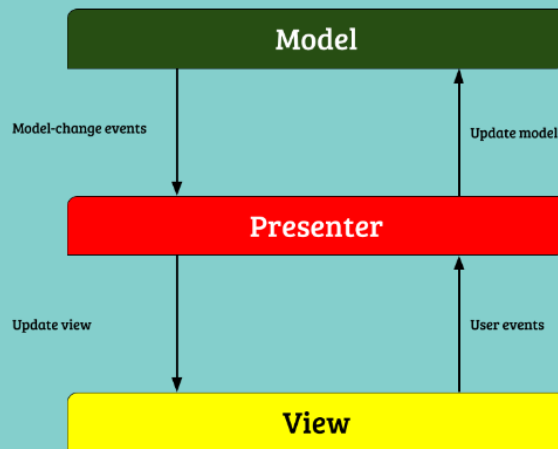 Model
Model-change events
Update model
Presenter
Update view
User events
View